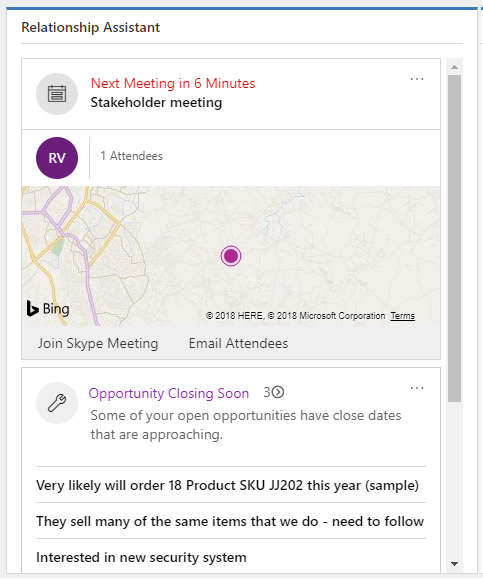 Relationship Assistant
Next Meeting in 6 Minutes
Stakeholder meeting
RV
1 Attendees
Bing
© 2018 HERE, © 2018 Microsoft Corporation Terms
Join Skype Meeting Email Attendees
Opportunity Closing Soon 3
Some of your open opportunities have close dates
that are approaching.
Very likely will order 18 Product SKU JJ202 this year (sample)
They sell many of the same items that we do - need to follow
Interested in new security system